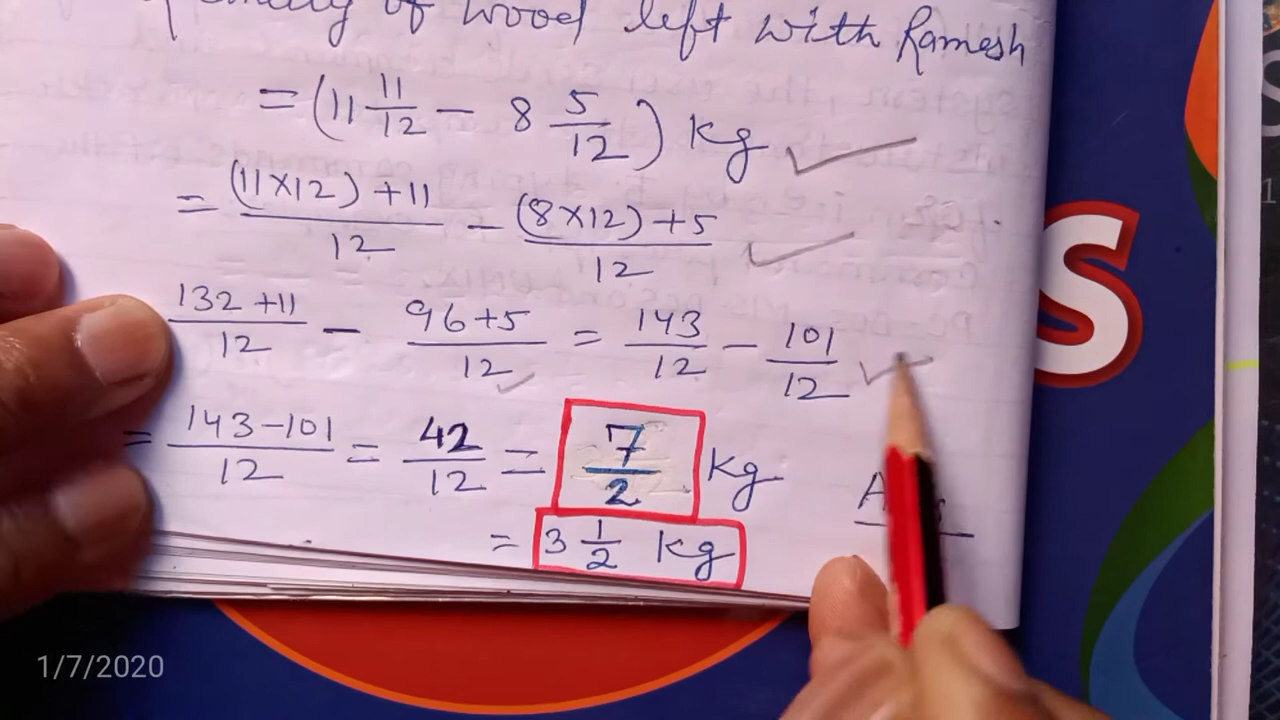 of wood left with Ramesh
= (11 11/12 - 8 5/12) Kg
= (11×12)+11/12 - (8×12)+5/12
132+11/12 - 96+5/12 = 143/12 - 101/12
= 143-101/12 = 42/12 = 7/2 Kg
= 3 1/2 Kg
S
1/7/2020